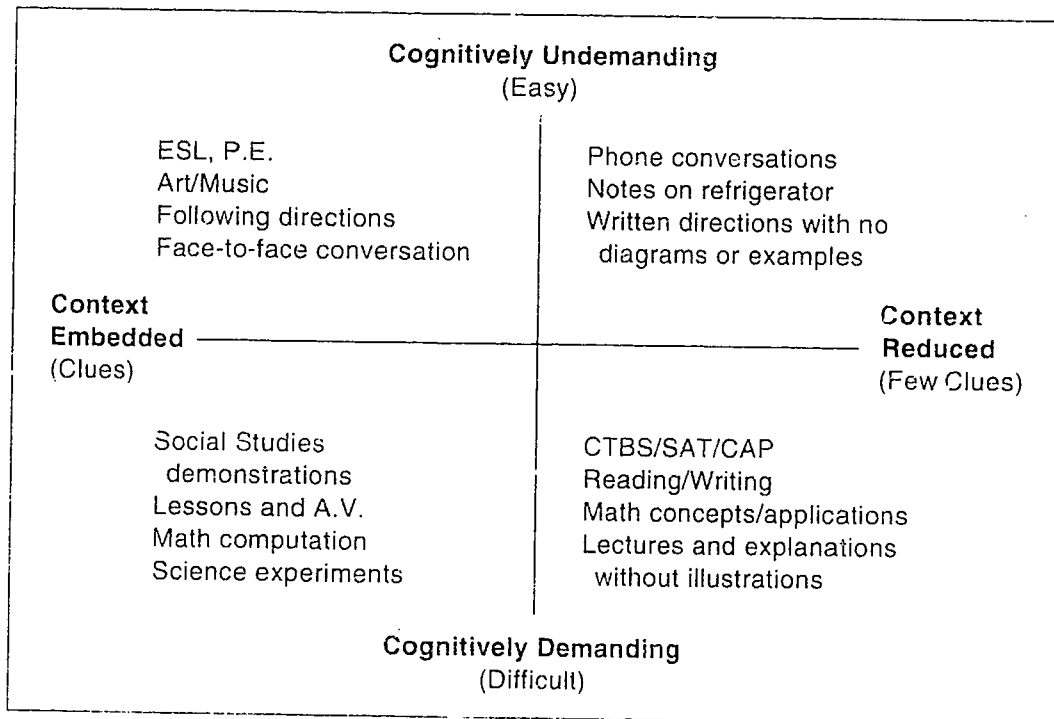 Cognitively Undemanding
(Easy)
ESL, P.E.
Art/Music
Following directions
Face-to-face conversation
Phone conversations
Notes on refrigerator
Written directions with no
diagrams or examples
Context
Embedded
(Clues)
Context
Reduced
(Few Clues)
Social Studies
demonstrations
Lessons and A.V.
Math computation
Science experiments
CTBS/SAT/CAP
Reading/Writing
Math concepts/applications
Lectures and explanations
without illustrations
Cognitively Demanding
(Difficult)